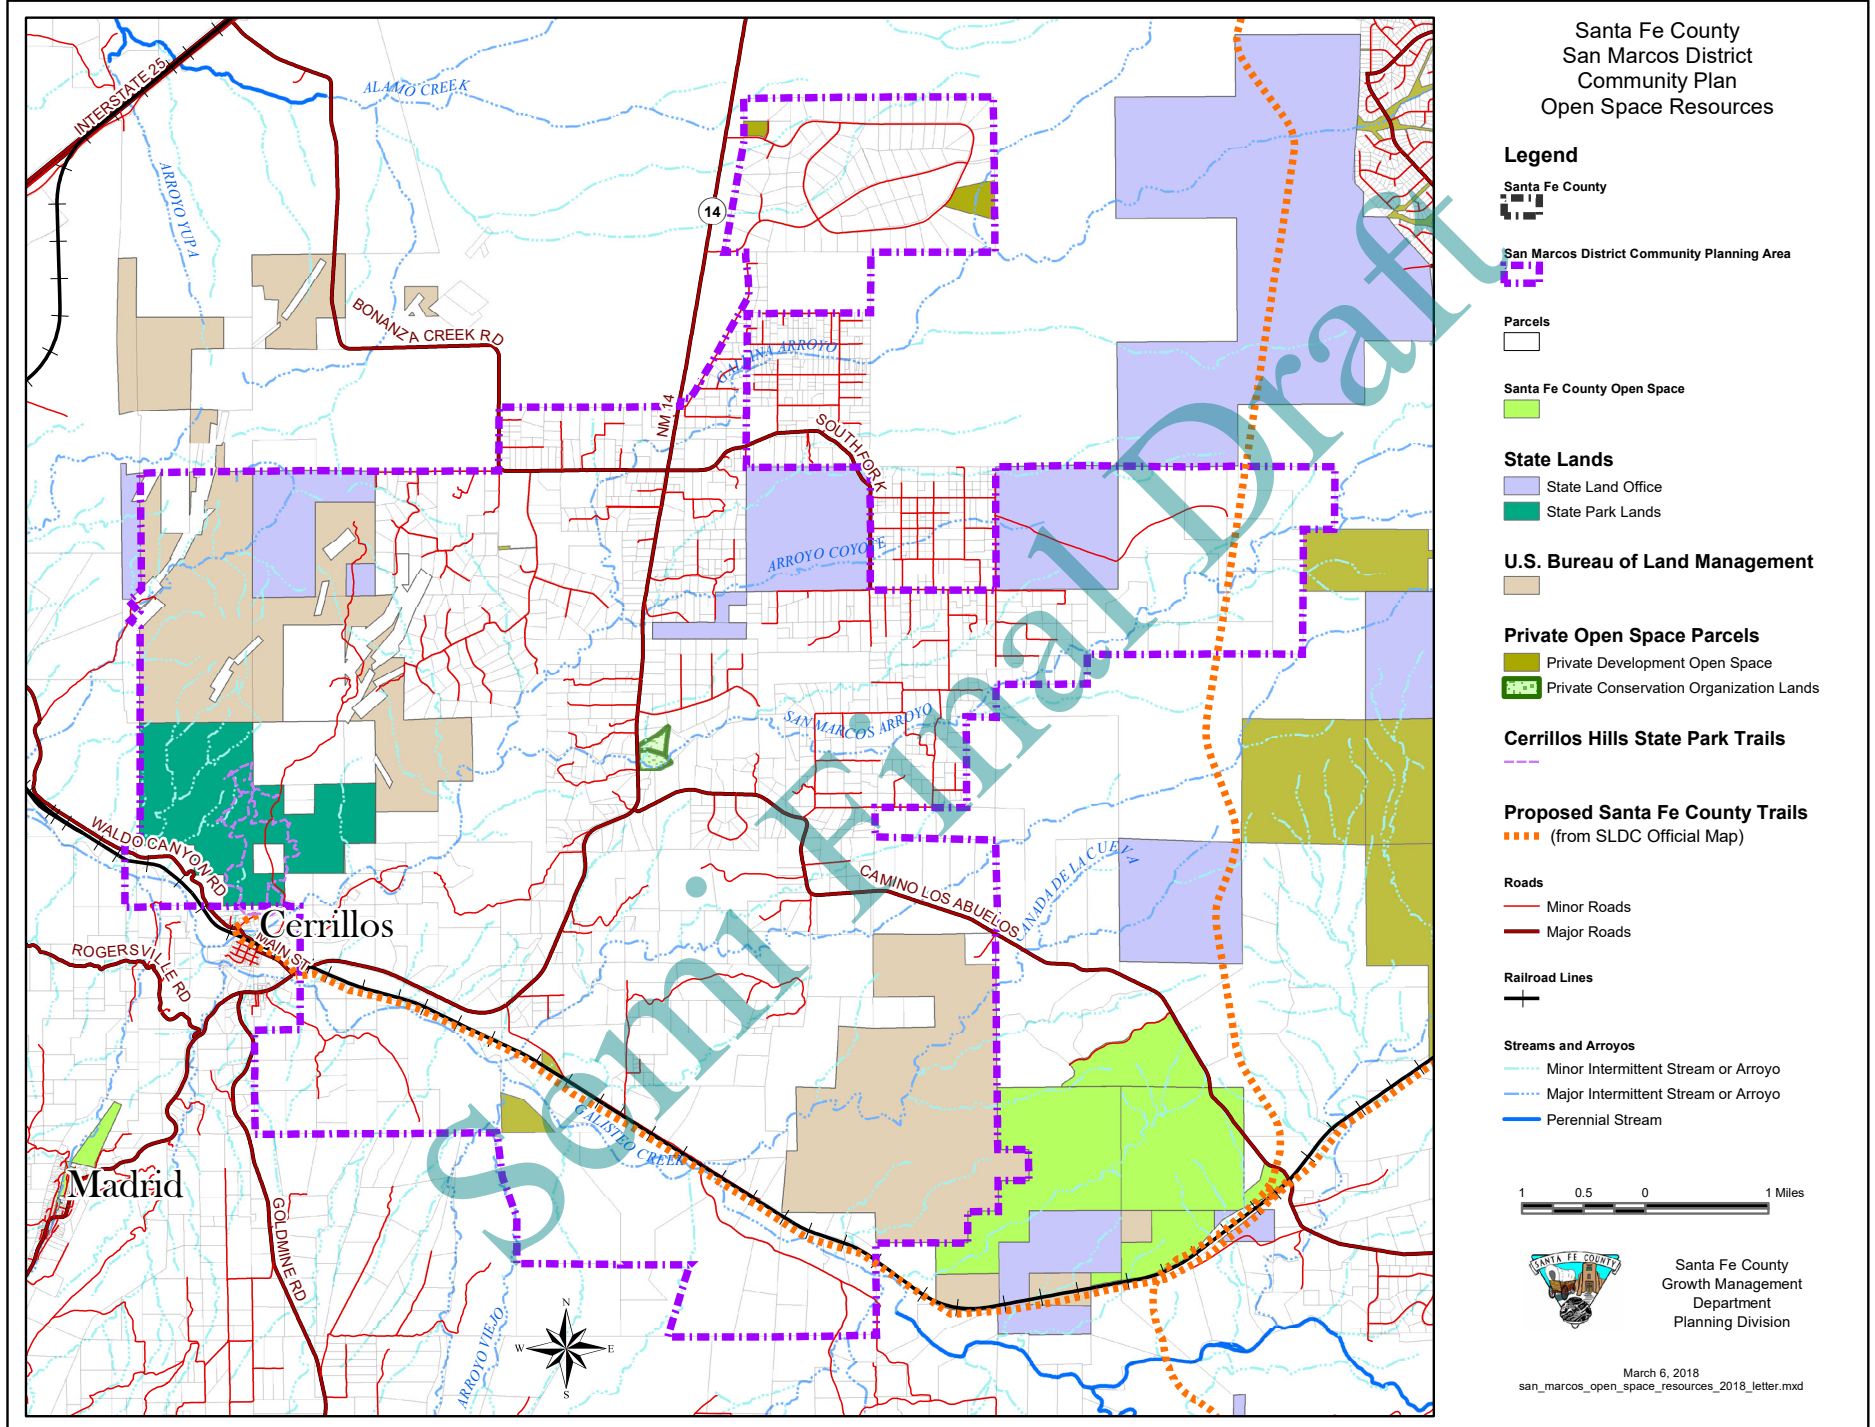 Santa Fe County
San Marcos District
Community Plan
Open Space Resources
Legend
Santa Fe County
San Marcos District Community Planning Area
Parcels
Santa Fe County Open Space
State Lands
State Land Office
State Park Lands
U.S. Bureau of Land Management
Private Open Space Parcels
Private Development Open Space
Private Conservation Organization Lands
Cerrillos Hills State Park Trails
Proposed Santa Fe County Trails
(from SLDC Official Map)
Roads
Minor Roads
Major Roads
Railroad Lines
Streams and Arroyos
Minor Intermittent Stream or Arroyo
Major Intermittent Stream or Arroyo
Perennial Stream
1 0.5 0 1 Miles
SANTA FE COUNTY
Santa Fe County
Growth Management
Department
Planning Division
March 6, 2018
san_marcos_open_space_resources_2018_letter.mxd
INTERSTATE 25
ALAMO CREEK
ARROYO YUPA
14
BONANZA CREEK RD
GALLINA ARROYO
NM 14
SOUTH FORK
ARROYO COYOTE
SAN MARCOS ARROYO
WALDO CANYON RD
CAMINO LOS ABUELOS
CANADA DE LA CUEVA
Cerrillos
MAIN ST
ROGERSVILLE RD
GALISTEO CREEK
Madrid
GOLDMINE RD
ARROYO VIEJO
N
W E
S
Semi Final Draft